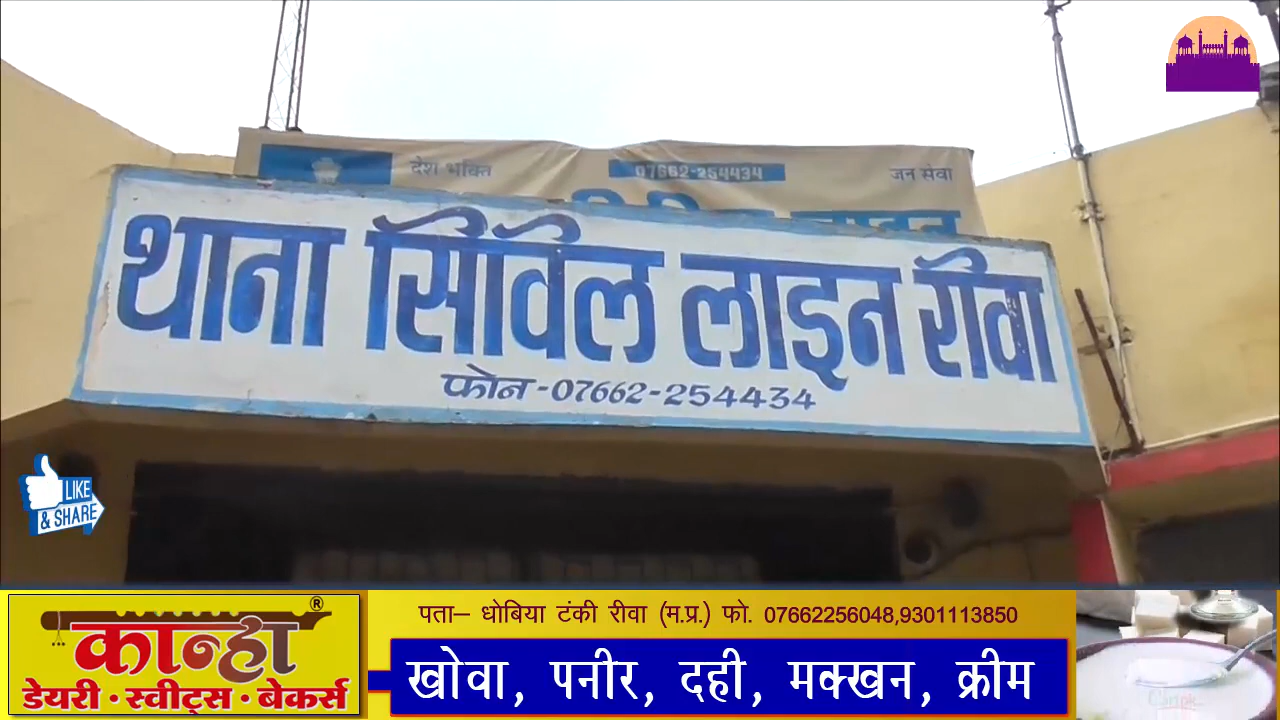 देश भक्ति
07662-254434
जन सेवा
थाना सिविल लाइन रीवा
फोन-07662-254434
LIKE
& SHARE
पता– धोबिया टंकी रीवा (म.प्र.) फो. 07662256048,9301113850
कान्हा®
डेयरी • स्वीट्स • बेकर्स
खोवा, पनीर, दही, मक्खन, क्रीम